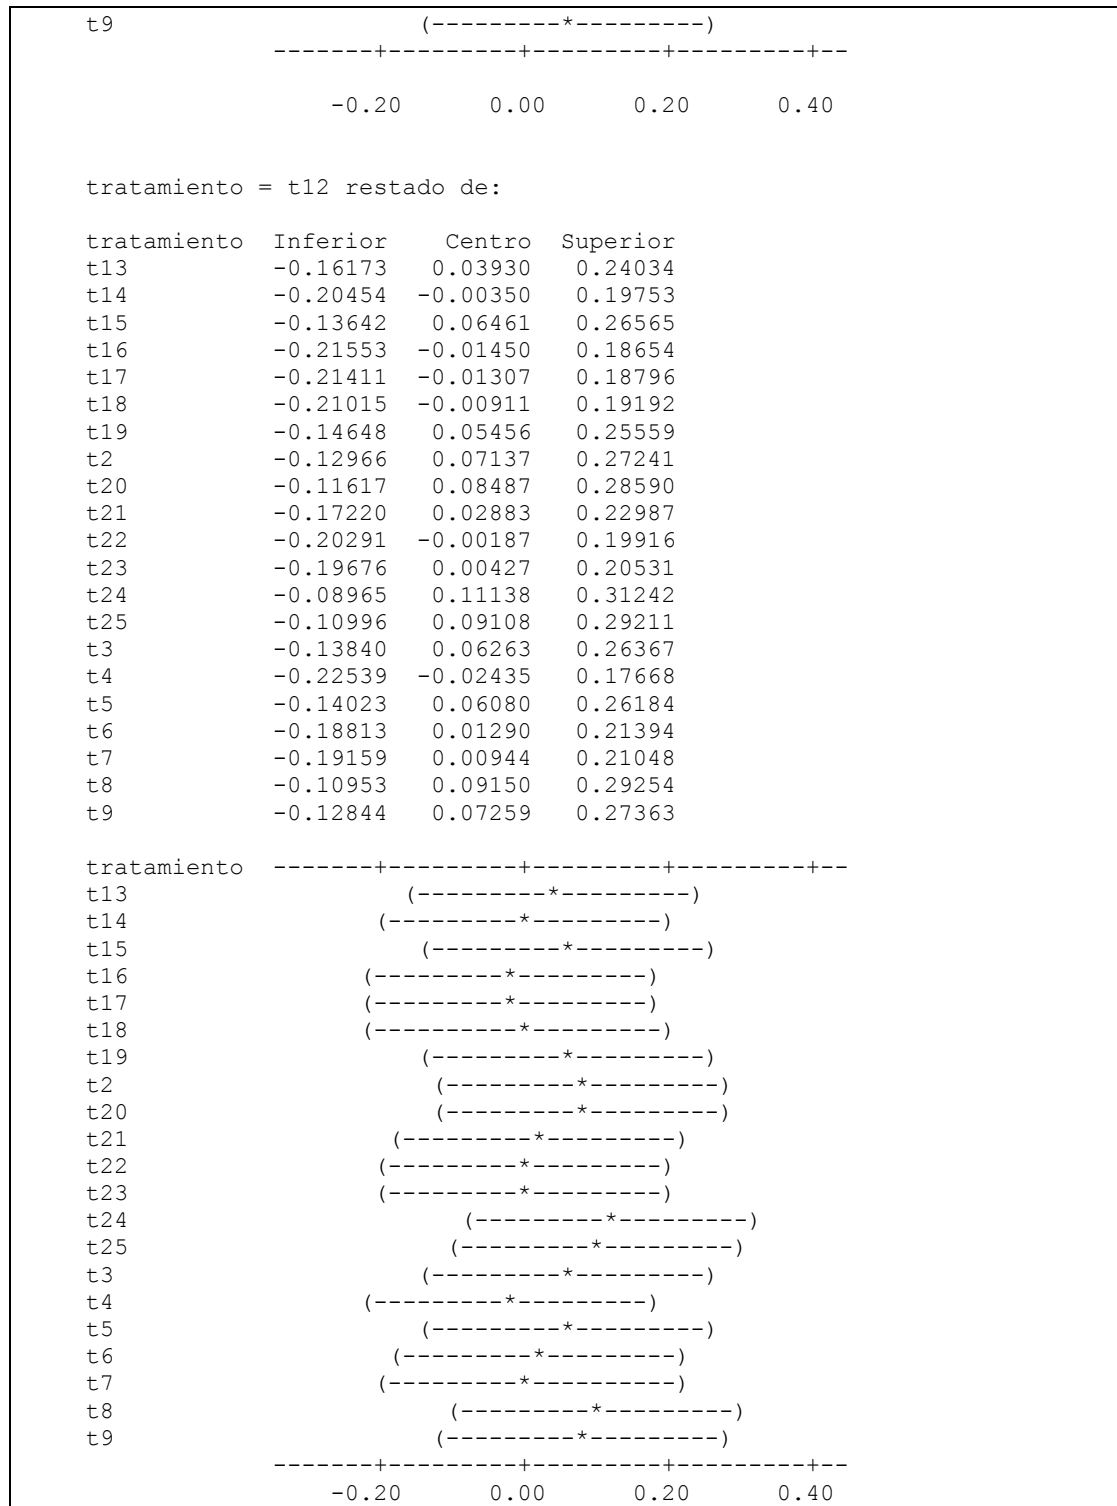 t9                    (---------*---------)
             -------+---------+---------+---------+--
                 -0.20      0.00      0.20      0.40
tratamiento = t12 restado de:
tratamiento  Inferior    Centro  Superior
t13          -0.16173   0.03930   0.24034
t14          -0.20454  -0.00350   0.19753
t15          -0.13642   0.06461   0.26565
t16          -0.21553  -0.01450   0.18654
t17          -0.21411  -0.01307   0.18796
t18          -0.21015  -0.00911   0.19192
t19          -0.14648   0.05456   0.25559
t2           -0.12966   0.07137   0.27241
t20          -0.11617   0.08487   0.28590
t21          -0.17220   0.02883   0.22987
t22          -0.20291  -0.00187   0.19916
t23          -0.19676   0.00427   0.20531
t24          -0.08965   0.11138   0.31242
t25          -0.10996   0.09108   0.29211
t3           -0.13840   0.06263   0.26367
t4           -0.22539  -0.02435   0.17668
t5           -0.14023   0.06080   0.26184
t6           -0.18813   0.01290   0.21394
t7           -0.19159   0.00944   0.21048
t8           -0.10953   0.09150   0.29254
t9           -0.12844   0.07259   0.27363
tratamiento  -------+---------+---------+---------+--
t13                   (---------*---------)
t14                 (---------*---------)
t15                    (---------*---------)
t16                (---------*---------)
t17                (---------*---------)
t18                (----------*---------)
t19                    (---------*---------)
t2                      (---------*---------)
t20                     (---------*---------)
t21                  (---------*---------)
t22                 (---------*---------)
t23                 (---------*---------)
t24                       (---------*---------)
t25                      (---------*---------)
t3                     (---------*---------)
t4                 (---------*---------)
t5                     (---------*---------)
t6                   (---------*---------)
t7                  (---------*----------)
t8                       (---------*---------)
t9                      (---------*---------)
             -------+---------+---------+---------+--
                 -0.20      0.00      0.20      0.40